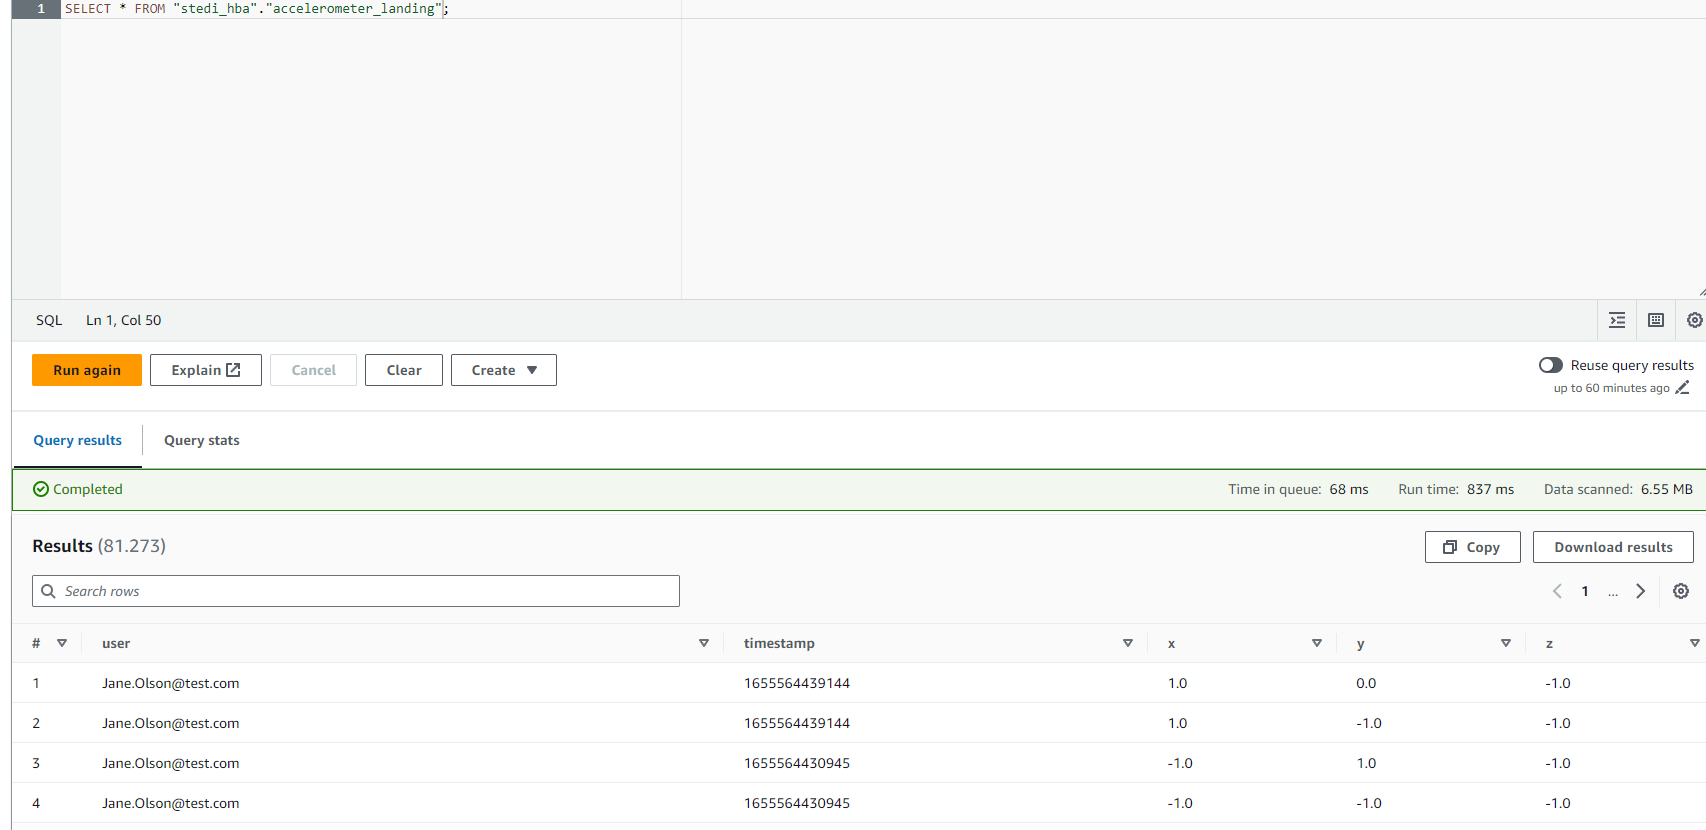 1 SELECT * FROM "stedi_hba"."accelerometer_landing";
SQL Ln 1, Col 50
Run again Explain Cancel Clear Create Reuse query results
up to 60 minutes ago
Query results Query stats
Completed Time in queue: 68 ms Run time: 837 ms Data scanned: 6.55 MB
Results (81.273) Copy Download results
Search rows 1 ...
# user timestamp x y z
1 Jane.Olson@test.com 1655564439144 1.0 0.0 -1.0
2 Jane.Olson@test.com 1655564439144 1.0 -1.0 -1.0
3 Jane.Olson@test.com 1655564430945 -1.0 1.0 -1.0
4 Jane.Olson@test.com 1655564430945 -1.0 -1.0 -1.0